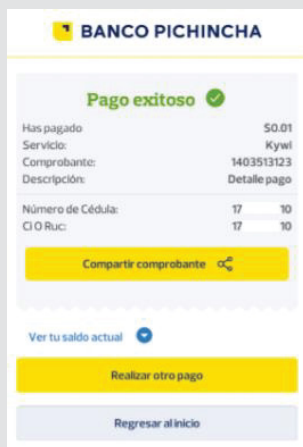 BANCO PICHINCHA
Pago exitoso
Has pagado $0.01
Servicio: Kywi
Comprobante: 1403513123
Descripción: Detalle pago
Número de Cédula: 17 10
Ci O Ruc: 17 10
Compartir comprobante
Ver tu saldo actual
Realizar otro pago
Regresar al inicio